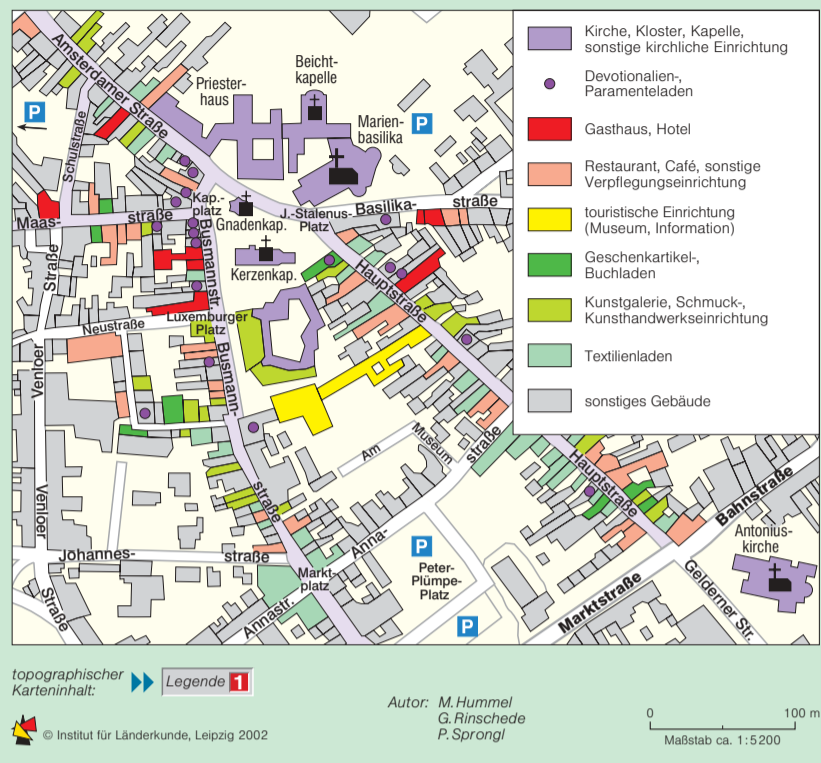 Kirche, Kloster, Kapelle,
sonstige kirchliche Einrichtung
Devotionalien-,
Paramenteladen
Gasthaus, Hotel
Restaurant, Café, sonstige
Verpflegungseinrichtung
touristische Einrichtung
(Museum, Information)
Geschenkartikel-,
Buchladen
Kunstgalerie, Schmuck-,
Kunsthandwerkseinrichtung
Textilienladen
sonstiges Gebäude
Amsterdamer Straße
Priester-
haus
Beicht-
kapelle
Marien-
basilika
P
P
Schulstraße
Maas-
straße
Kap.-
platz
Gnadenkap.
J.-Stalenus-
Platz
Basilika-
straße
Kerzenkap.
Busmannstr.
Hauptstraße
Straße
Venloer
Neustraße
Luxemburger
Platz
Busmann-
straße
Am
Museum
straße
Hauptstraße
Bahnstraße
Venloer
Straße
Johannes-
straße
Anna-
Markt-
platz
Annastr.
P
Peter-
Plümpe-
Platz
P
Marktstraße
Antonius-
kirche
Gelderner Str.
topographischer
Karteninhalt:
Legende 1
© Institut für Länderkunde, Leipzig 2002
Autor: M. Hummel
G. Rinschede
P. Sprongl
0 100 m
Maßstab ca. 1:5200